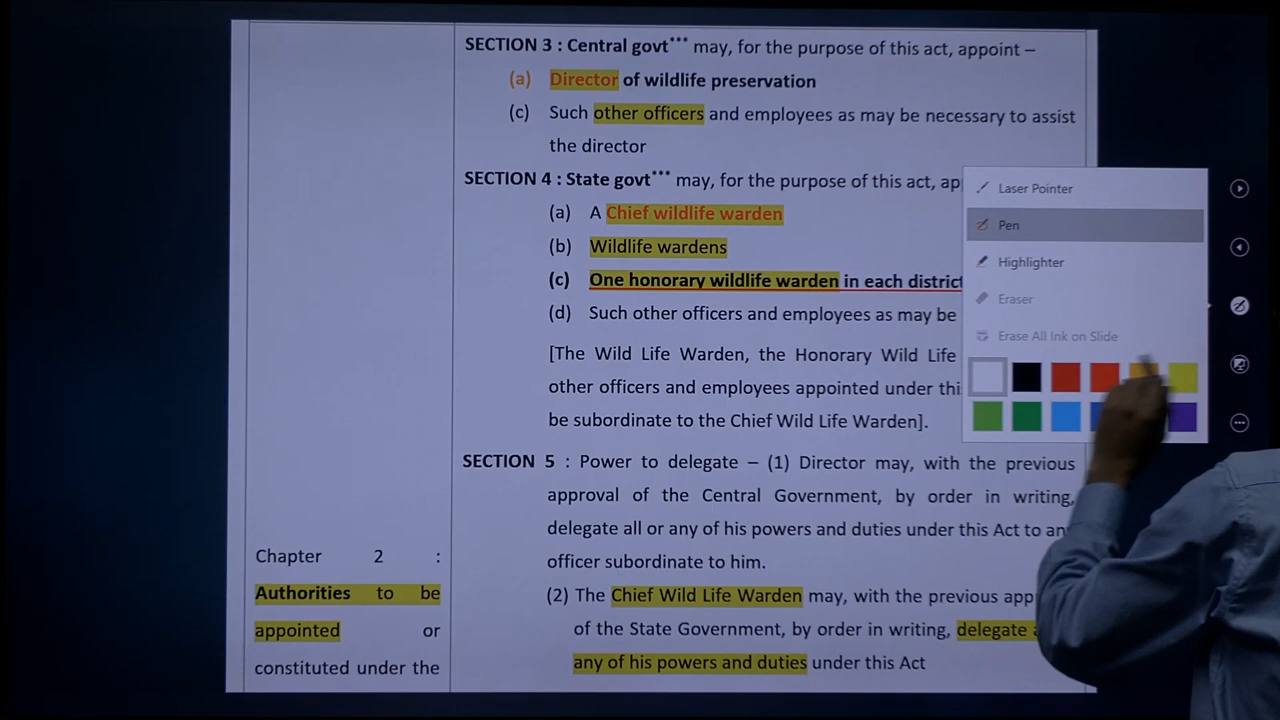 SECTION 3 : Central govt*** may, for the purpose of this act, appoint –
(a) Director of wildlife preservation
(c) Such other officers and employees as may be necessary to assist
the director
SECTION 4 : State govt*** may, for the purpose of this act,
(a) A Chief wildlife warden
(b) Wildlife wardens
(c) One honorary wildlife warden in each district
(d) Such other officers and employees as may be
[The Wild Life Warden, the Honorary Wild Life
other officers and employees appointed under
be subordinate to the Chief Wild Life Warden].
SECTION 5 : Power to delegate – (1) Director may, with the previous
approval of the Central Government, by order in writing,
delegate all or any of his powers and duties under this Act to
officer subordinate to him.
(2) The Chief Wild Life Warden may, with the previous
of the State Government, by order in writing, delegate
any of his powers and duties under this Act
Chapter 2 :
Authorities to be
appointed or
constituted under the
Laser Pointer
Pen
Highlighter
Eraser
Erase All Ink on Slide